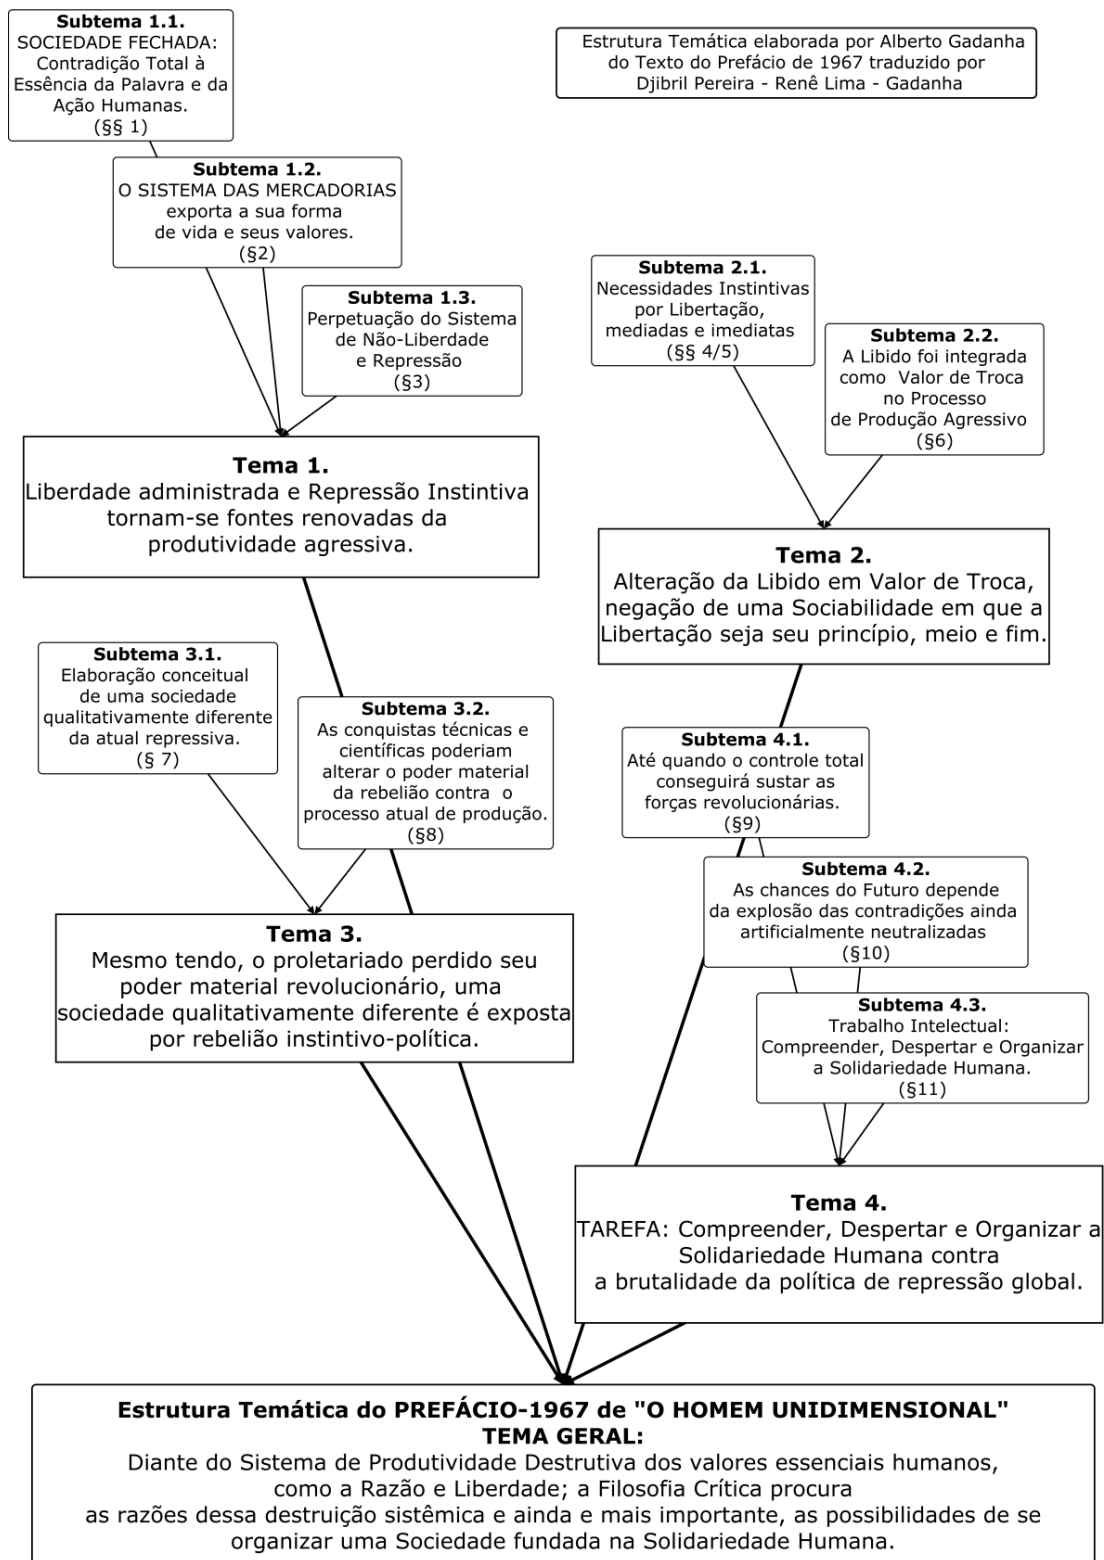 Subtema 1.1.
SOCIEDADE FECHADA:
Contradição Total à
Essência da Palavra e da
Ação Humanas.
(§§ 1)
Estrutura Temática elaborada por Alberto Gadanha
do Texto do Prefácio de 1967 traduzido por
Djibril Pereira - Renê Lima - Gadanha
Subtema 1.2.
O SISTEMA DAS MERCADORIAS
exporta a sua forma
de vida e seus valores.
(§2)
Subtema 1.3.
Perpetuação do Sistema
de Não-Liberdade
e Repressão
(§3)
Subtema 2.1.
Necessidades Instintivas
por Libertação,
mediadas e imediatas
(§§ 4/5)
Subtema 2.2.
A Libido foi integrada
como Valor de Troca
no Processo
de Produção Agressivo
(§6)
Tema 1.
Liberdade administrada e Repressão Instintiva
tornam-se fontes renovadas da
produtividade agressiva.
Tema 2.
Alteração da Libido em Valor de Troca,
negação de uma Sociabilidade em que a
Libertação seja seu princípio, meio e fim.
Subtema 3.1.
Elaboração conceitual
de uma sociedade
qualitativamente diferente
da atual repressiva.
(§ 7)
Subtema 3.2.
As conquistas técnicas e
científicas poderiam
alterar o poder material
da rebelião contra o
processo atual de produção.
(§8)
Subtema 4.1.
Até quando o controle total
conseguirá sustar as
forças revolucionárias.
(§9)
Subtema 4.2.
As chances do Futuro depende
da explosão das contradições ainda
artificialmente neutralizadas
(§10)
Tema 3.
Mesmo tendo, o proletariado perdido seu
poder material revolucionário, uma
sociedade qualitativamente diferente é exposta
por rebelião instintivo-política.
Subtema 4.3.
Trabalho Intelectual:
Compreender, Despertar e Organizar
a Solidariedade Humana.
(§11)
Tema 4.
TAREFA: Compreender, Despertar e Organizar a
Solidariedade Humana contra
a brutalidade da política de repressão global.
Estrutura Temática do PREFÁCIO-1967 de "O HOMEM UNIDIMENSIONAL"
TEMA GERAL:
Diante do Sistema de Produtividade Destrutiva dos valores essenciais humanos,
como a Razão e Liberdade; a Filosofia Crítica procura
as razões dessa destruição sistêmica e ainda e mais importante, as possibilidades de se
organizar uma Sociedade fundada na Solidariedade Humana.